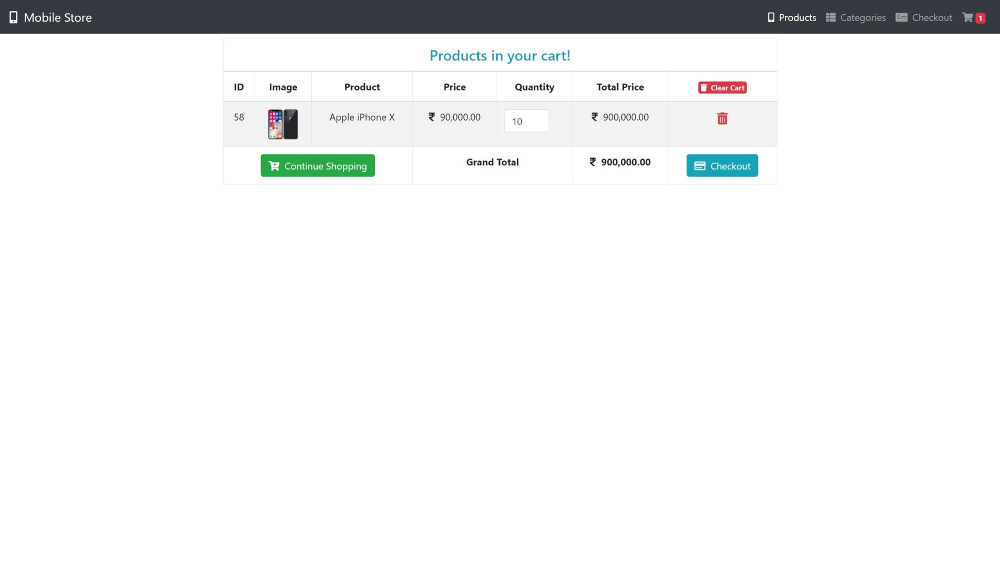 Mobile Store
Products Categories Checkout 1
Products in your cart!
ID Image Product Price Quantity Total Price Clear Cart
58 Apple iPhone X ₹ 90,000.00 10 ₹ 900,000.00
Continue Shopping Grand Total ₹ 900,000.00 Checkout